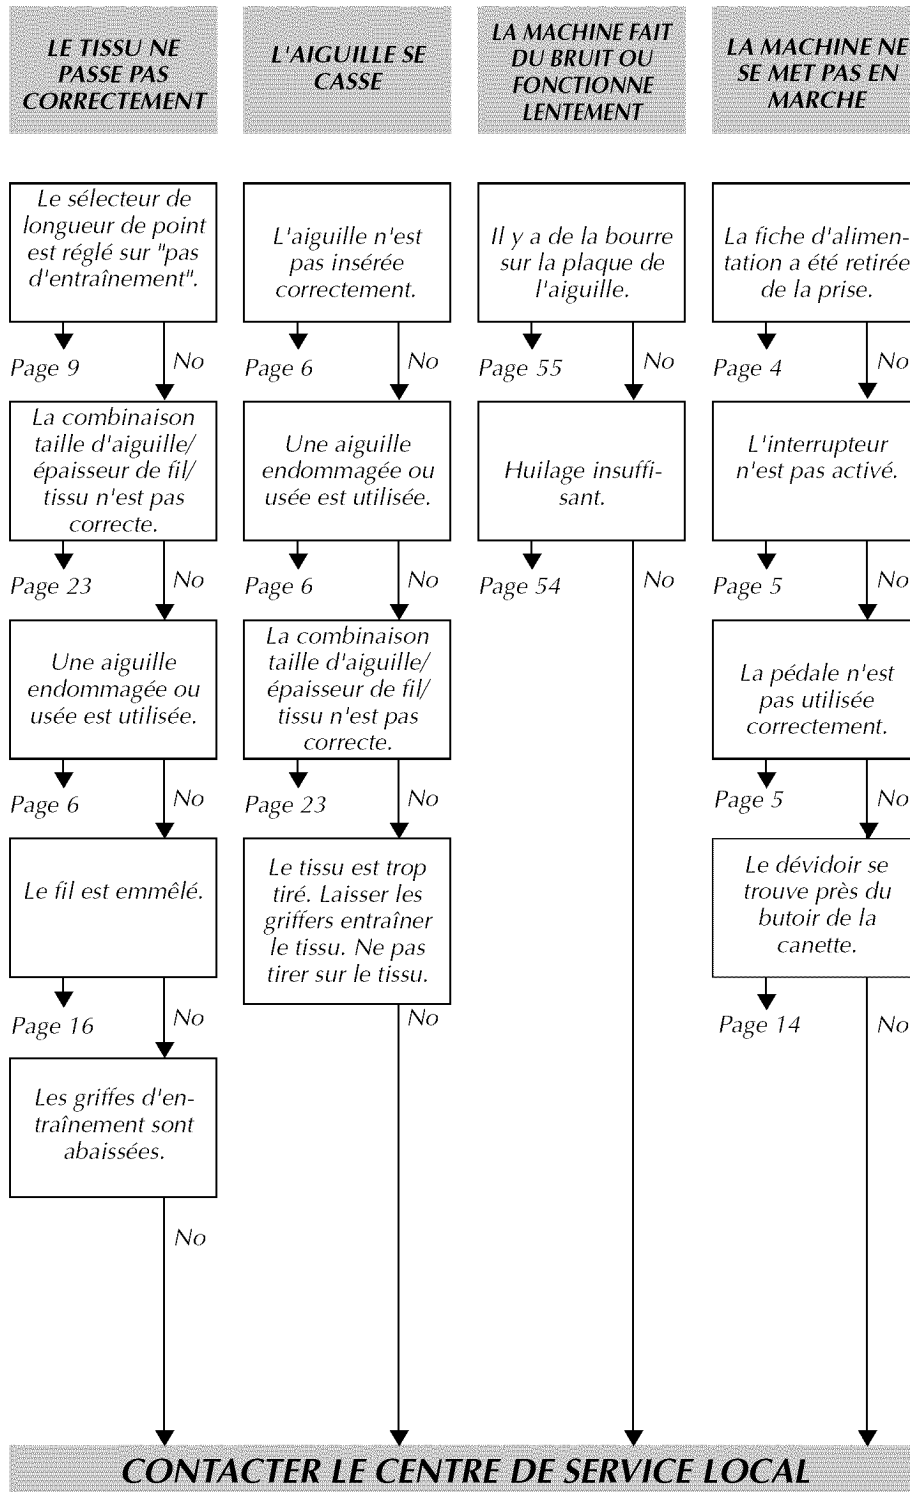 LE TISSU NE
PASSE PAS
CORRECTEMENT
Le sélecteur de
longueur de point
est réglé sur "pas
d'entraînement".
Page 9
No
La combinaison
taille d'aiguille/
épaisseur de fil/
tissu n'est pas
correcte.
Page 23
No
Une aiguille
endommagée ou
usée est utilisée.
Page 6
No
Le fil est emmêlé.
Page 16
No
Les griffes d'en-
traînement sont
abaissées.
No
L'AIGUILLE SE
CASSE
L'aiguille n'est
pas insérée
correctement.
Page 6
No
Une aiguille
endommagée ou
usée est utilisée.
Page 6
No
La combinaison
taille d'aiguille/
épaisseur de fil/
tissu n'est pas
correcte.
Page 23
No
Le tissu est trop
tiré. Laisser les
griffers entraîner
le tissu. Ne pas
tirer sur le tissu.
No
LA MACHINE FAIT
DU BRUIT OU
FONCTIONNE
LENTEMENT
Il y a de la bourre
sur la plaque de
l'aiguille.
Page 55
No
Huilage insuffi-
sant.
Page 54
No
LA MACHINE NE
SE MET PAS EN
MARCHE
La fiche d'alimen-
tation a été retirée
de la prise.
Page 4
No
L'interrupteur
n'est pas activé.
Page 5
No
La pédale n'est
pas utilisée
correctement.
Page 5
No
Le dévidoir se
trouve près du
butoir de la
canette.
Page 14
No
CONTACTER LE CENTRE DE SERVICE LOCAL